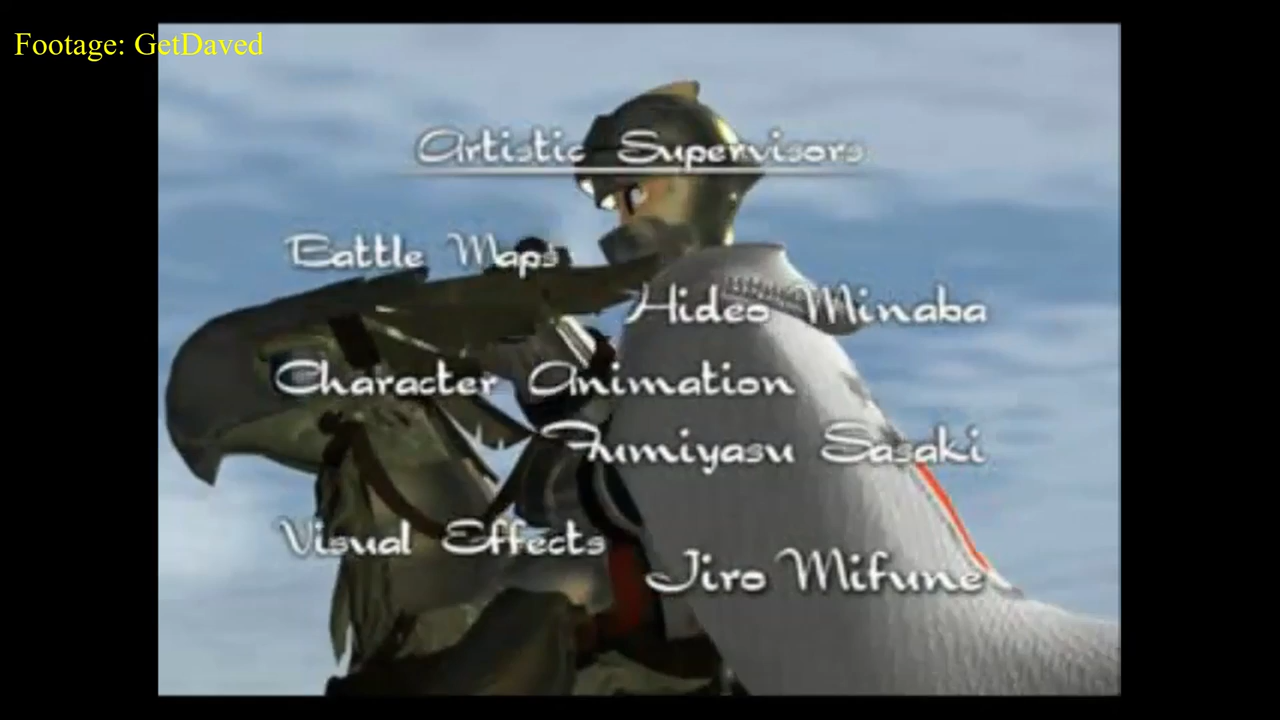 Footage: GetDaved
Artistic Supervisors
Battle Maps
Hideo Minaba
Character Animation
Fumiyasu Sasaki
Visual Effects
Jiro Mifune